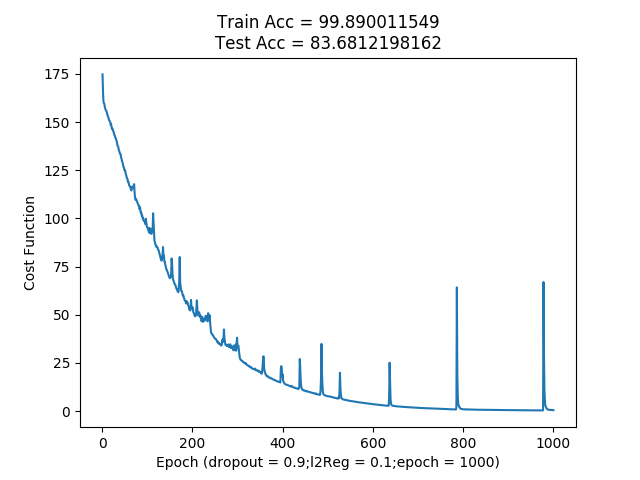 Train Acc = 99.890011549
Test Acc = 83.6812198162
175
150
125
100
75
50
25
0
Cost Function
0 200 400 600 800 1000
Epoch (dropout = 0.9;l2Reg = 0.1;epoch = 1000)